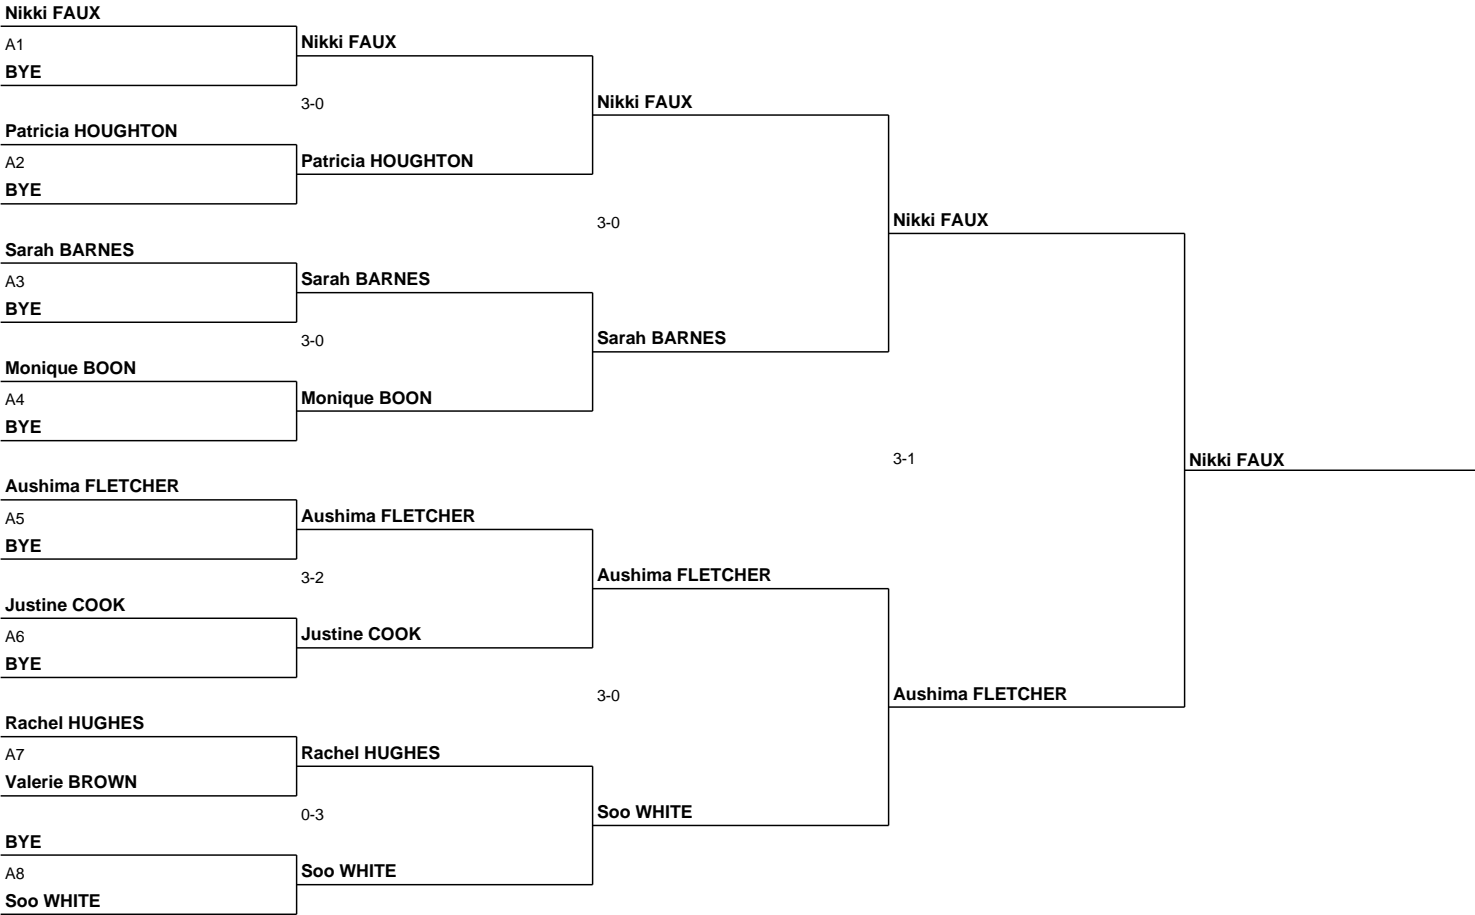 Nikki FAUX
A1
BYE
Patricia HOUGHTON
A2
BYE
Sarah BARNES
A3
BYE
Monique BOON
A4
BYE
Aushima FLETCHER
A5
BYE
Justine COOK
A6
BYE
Rachel HUGHES
A7
Valerie BROWN
BYE
A8
Soo WHITE
Nikki FAUX
3-0
Patricia HOUGHTON
Sarah BARNES
3-0
Monique BOON
Aushima FLETCHER
3-2
Justine COOK
Rachel HUGHES
0-3
Soo WHITE
Nikki FAUX
3-0
Sarah BARNES
Aushima FLETCHER
3-0
Soo WHITE
Nikki FAUX
3-1
Aushima FLETCHER
Nikki FAUX